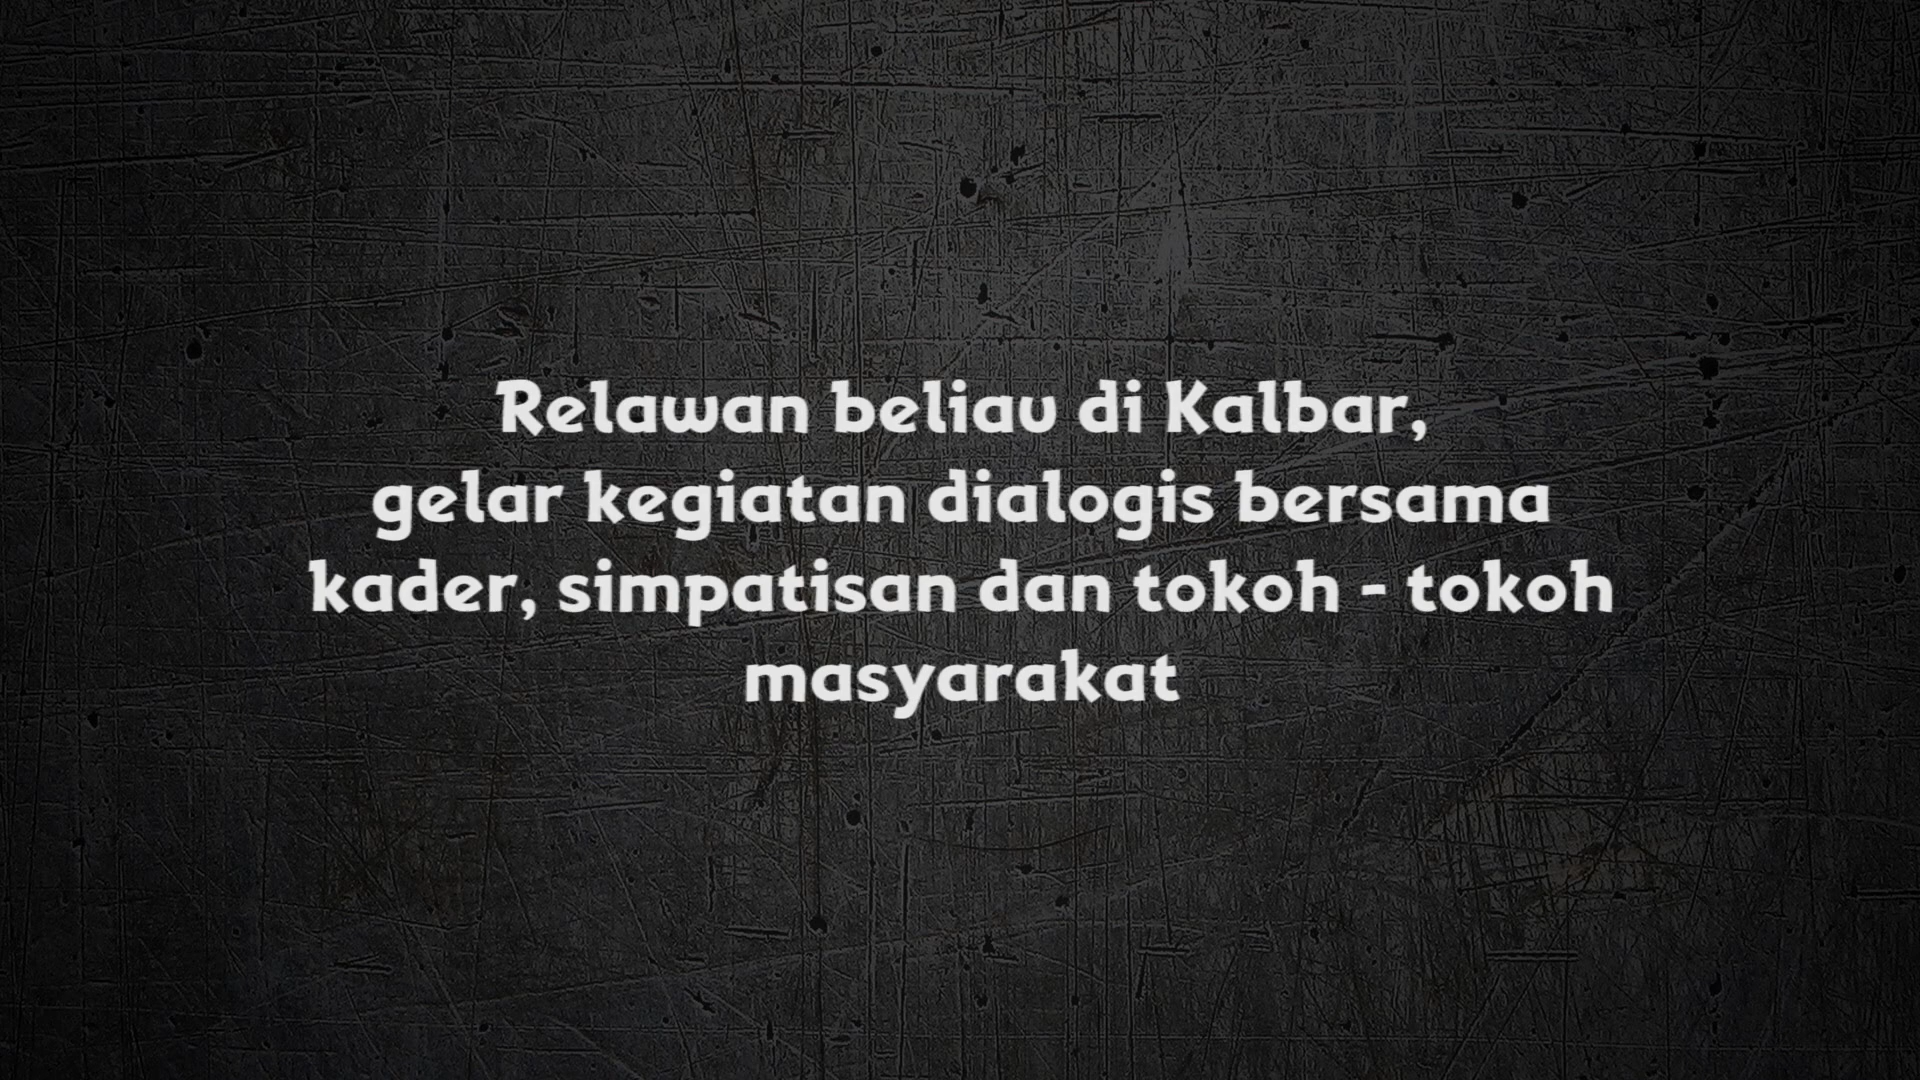 Relawan beliau di Kalbar,
gelar kegiatan dialogis bersama
kader, simpatisan dan tokoh - tokoh
masyarakat